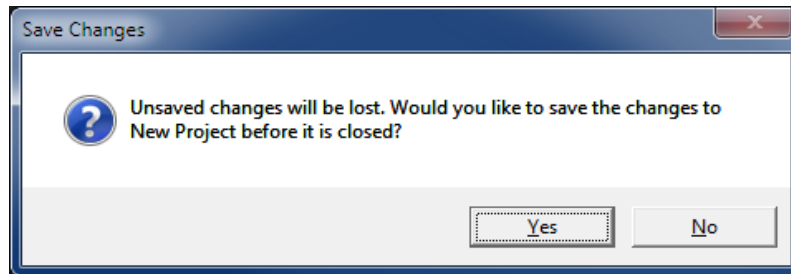 Save Changes
Unsaved changes will be lost. Would you like to save the changes to
New Project before it is closed?
Yes
No